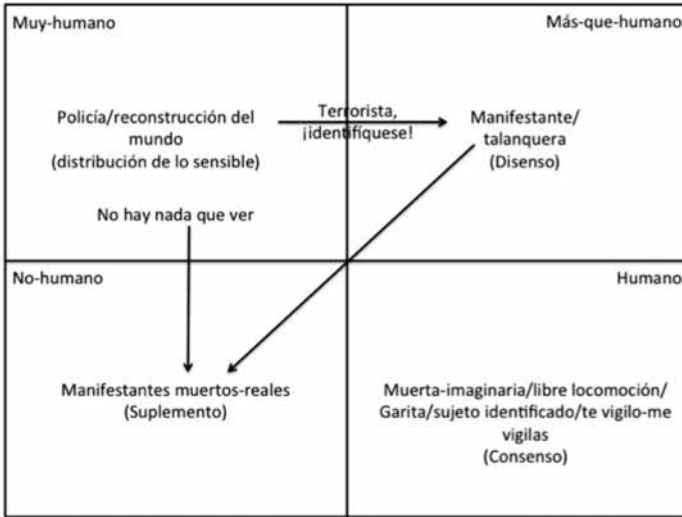 Muy-humano
Más-que-humano
Policía/reconstrucción del
mundo
(distribución de lo sensible)
Terrorista,
¡identifíquese!
Manifestante/
talanquera
(Disenso)
No hay nada que ver
No-humano
Humano
Manifestantes muertos-reales
(Suplemento)
Muerta-imaginaria/libre locomoción/
Garita/sujeto identificado/te vigilo-me
vigilas
(Consenso)